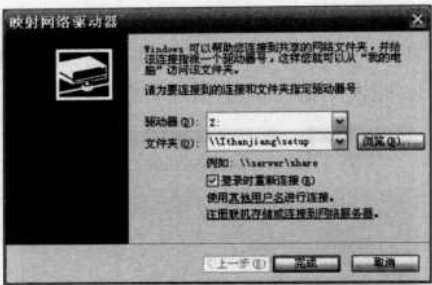 映射网络驱动器
Windows 可以帮助您连接到共享的网络文件夹，并给
该连接指派一个驱动器号，这样您就可以从“我的电
脑”访问该文件夹。
请为要连接到的连接和文件夹指定驱动器号：
驱动器(D)： Z:
文件夹(O)： \\Ithanjiang\setup 浏览(B)...
例如: \\server\share
登录时重新连接(R)
使用其他用户名进行连接。
注册联机存储或连接到网络服务器。
<上一步(B) 完成 取消